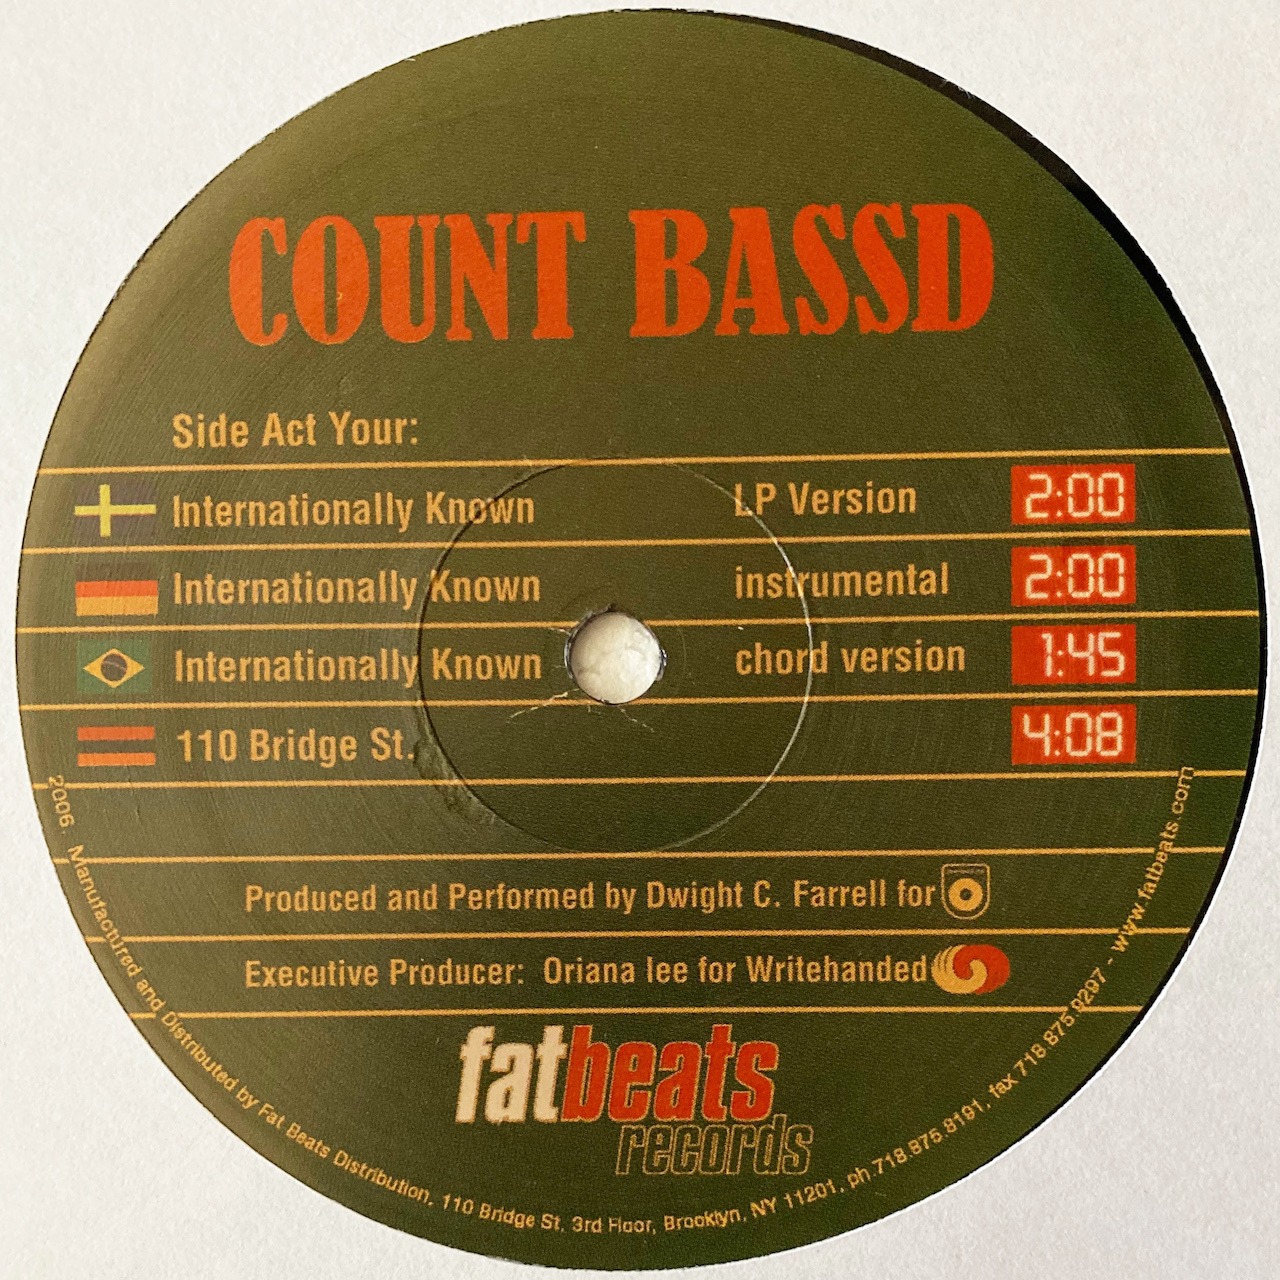 COUNT BASSD
Side Act Your:
Internationally Known LP Version 2:00
Internationally Known instrumental 2:00
Internationally Known chord version 1:45
110 Bridge St. 4:08
Produced and Performed by Dwight C. Farrell for
Executive Producer: Oriana lee for Writehanded
fatbeats
records
2006 Manufactured and Distributed by Fat Beats Distribution, 110 Bridge St, 3rd Floor, Brooklyn, NY 11201, ph.718.875.8191, fax 718 875 9297 - www.fatbeats.com